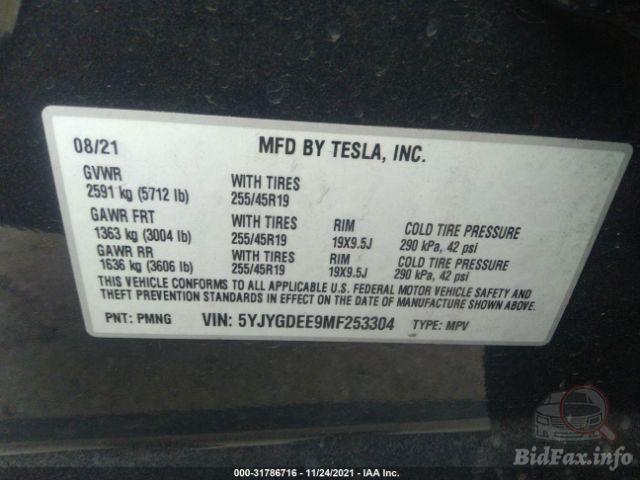 08/21 MFD BY TESLA, INC.
GVWR WITH TIRES
2591 kg (5712 lb) 255/45R19
GAWR FRT WITH TIRES RIM COLD TIRE PRESSURE
1363 kg (3004 lb) 255/45R19 19X9.5J 290 kPa, 42 psi
GAWR RR WITH TIRES RIM COLD TIRE PRESSURE
1636 kg (3606 lb) 255/45R19 19X9.5J 290 kPa, 42 psi
THIS VEHICLE CONFORMS TO ALL APPLICABLE U.S. FEDERAL MOTOR VEHICLE SAFETY AND
THEFT PREVENTION STANDARDS IN EFFECT ON THE DATE OF MANUFACTURE SHOWN ABOVE.
PNT: PMNG VIN: 5YJYGDEE9MF253304 TYPE: MPV
BidFax.info
000-31786716 - 11/24/2021 - IAA Inc.